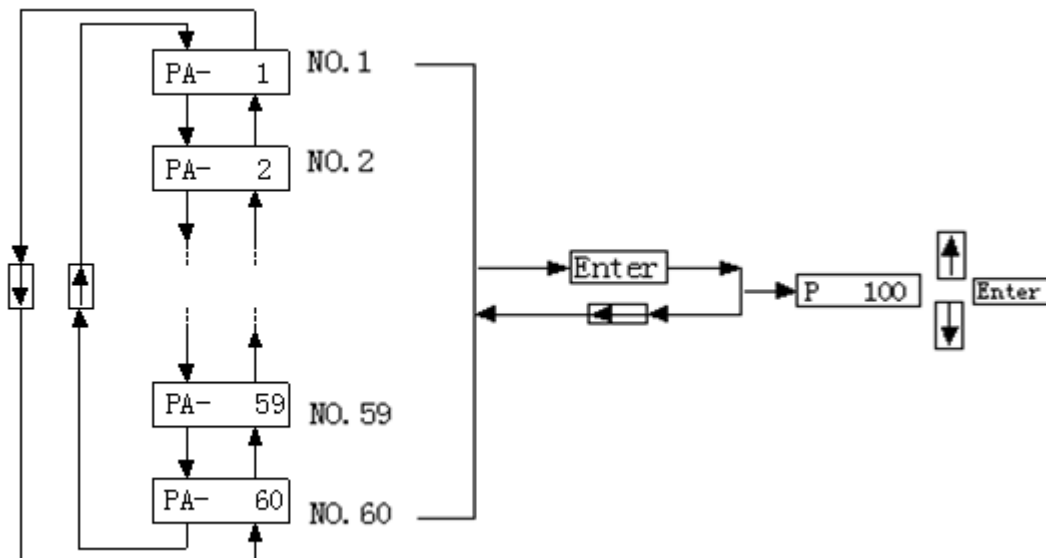 PA- 1 NO.1
PA- 2 NO.2
Enter
P 100
Enter
PA- 59 NO.59
PA- 60 NO.60